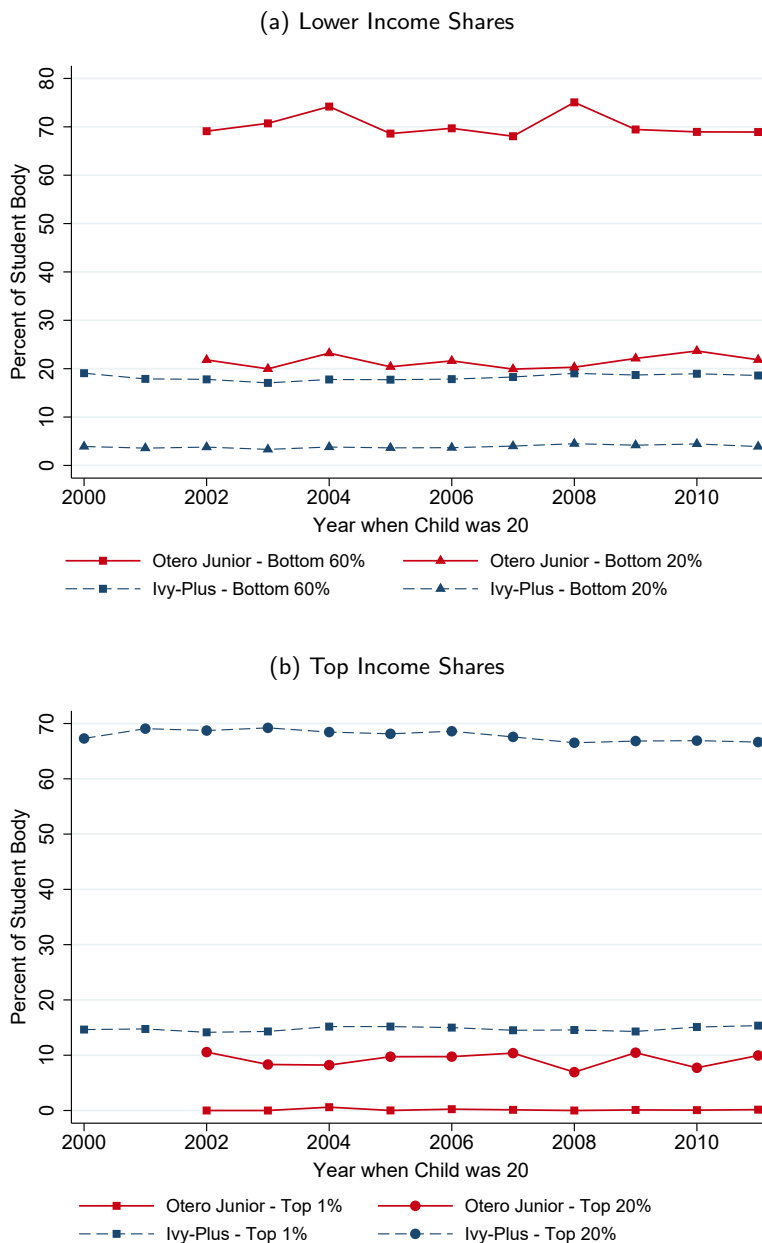 (a) Lower Income Shares
80
70
60
50
40
30
20
10
0
Percent of Student Body
2000 2002 2004 2006 2008 2010
Year when Child was 20
Otero Junior - Bottom 60% Otero Junior - Bottom 20%
Ivy-Plus - Bottom 60% Ivy-Plus - Bottom 20%
(b) Top Income Shares
70
60
50
40
30
20
10
0
Percent of Student Body
2000 2002 2004 2006 2008 2010
Year when Child was 20
Otero Junior - Top 1% Otero Junior - Top 20%
Ivy-Plus - Top 1% Ivy-Plus - Top 20%